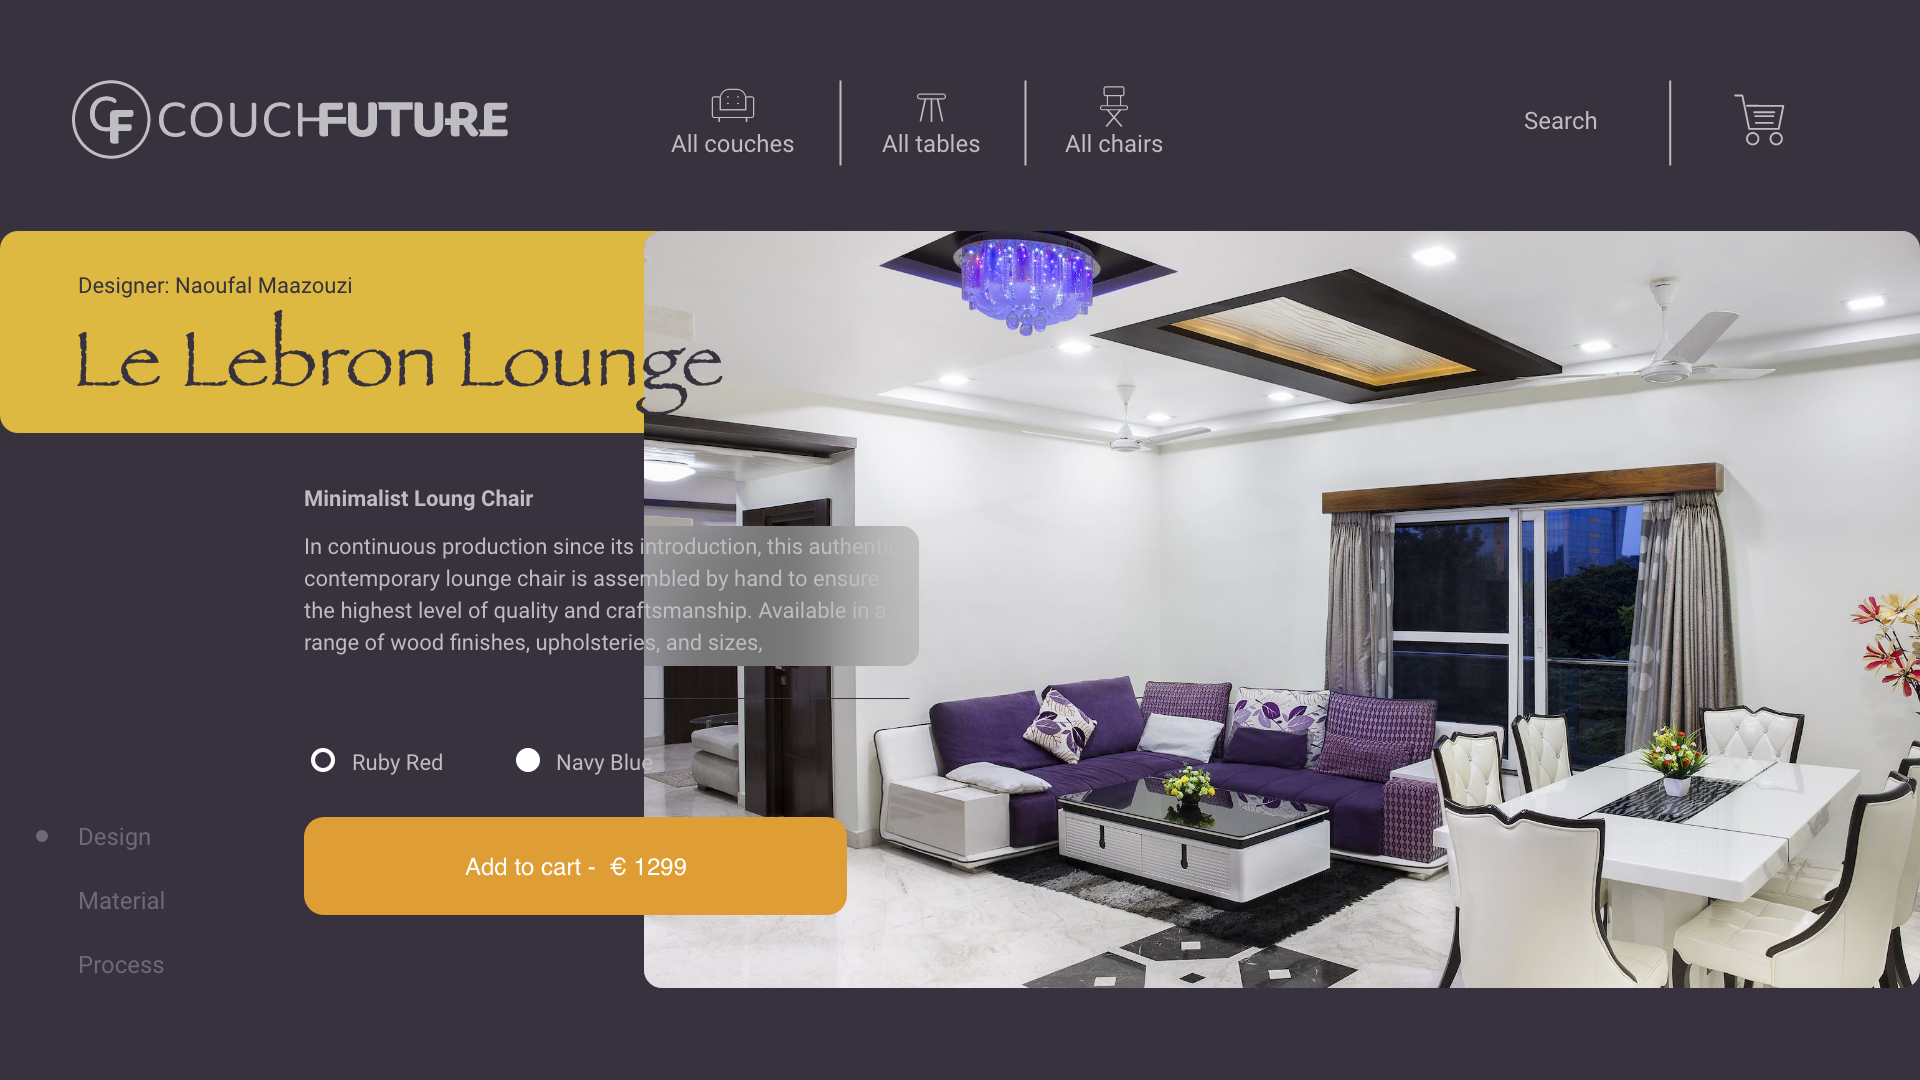 CF COUCHFUTURE
All couches
All tables
All chairs
Search
Designer: Naoufal Maazouzi
Le Lebron Lounge
Minimalist Loung Chair
In continuous production since its introduction, this authentic
contemporary lounge chair is assembled by hand to ensure
the highest level of quality and craftsmanship. Available in a
range of wood finishes, upholsteries, and sizes,
Ruby Red
Navy Blue
Design
Add to cart - € 1299
Material
Process